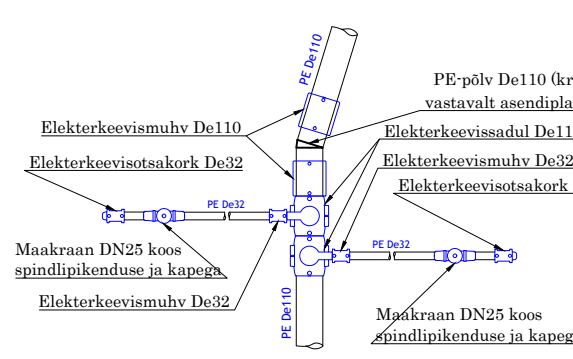 PE De110
PE-põlv De110 (kr
vastavalt asendipla
Elekterkeevismuhv De110
Elekterkeevissadul De11
Elekterkeevisotsakork De32
Elekterkeevismuhv De32
Elekterkeevisotsakork
PE De32
PE De32
Maakraan DN25 koos
spindlipikenduse ja kapega
Elekterkeevismuhv De32
PE De110
Maakraan DN25 koos
spindlipikenduse ja kapeg